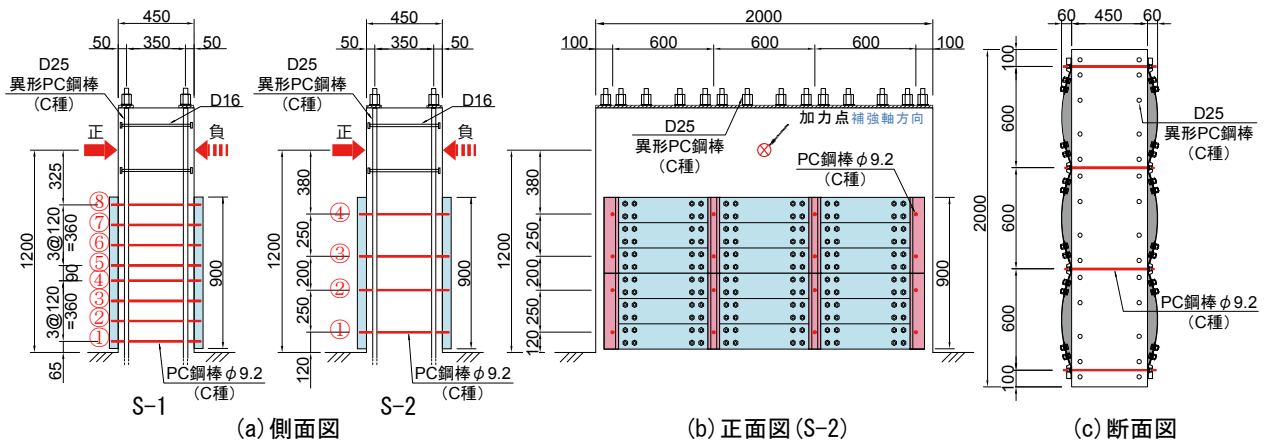 450
50 350 50
D25
異形PC鋼棒
(C種)
D16
正 負
1200
325
3@120
=360
90
3@120
=360
65
⑧
⑦
⑥
⑤
④
③
②
①
900
PC鋼棒φ9.2
(C種)
S-1
450
50 350 50
D25
異形PC鋼棒
(C種)
D16
正 負
1200
380
250
200
250
120
④
③
②
①
900
PC鋼棒φ9.2
(C種)
S-2
(a)側面図
2000
100 600 600 600 100
D25
異形PC鋼棒
(C種)
加力点 補強軸方向
PC鋼棒φ9.2
(C種)
1200
380
250
200
250
120
900
(b)正面図(S-2)
60 450 60
2000
100
600
600
600
100
D25
異形PC鋼棒
(C種)
PC鋼棒φ9.2
(C種)
(c)断面図